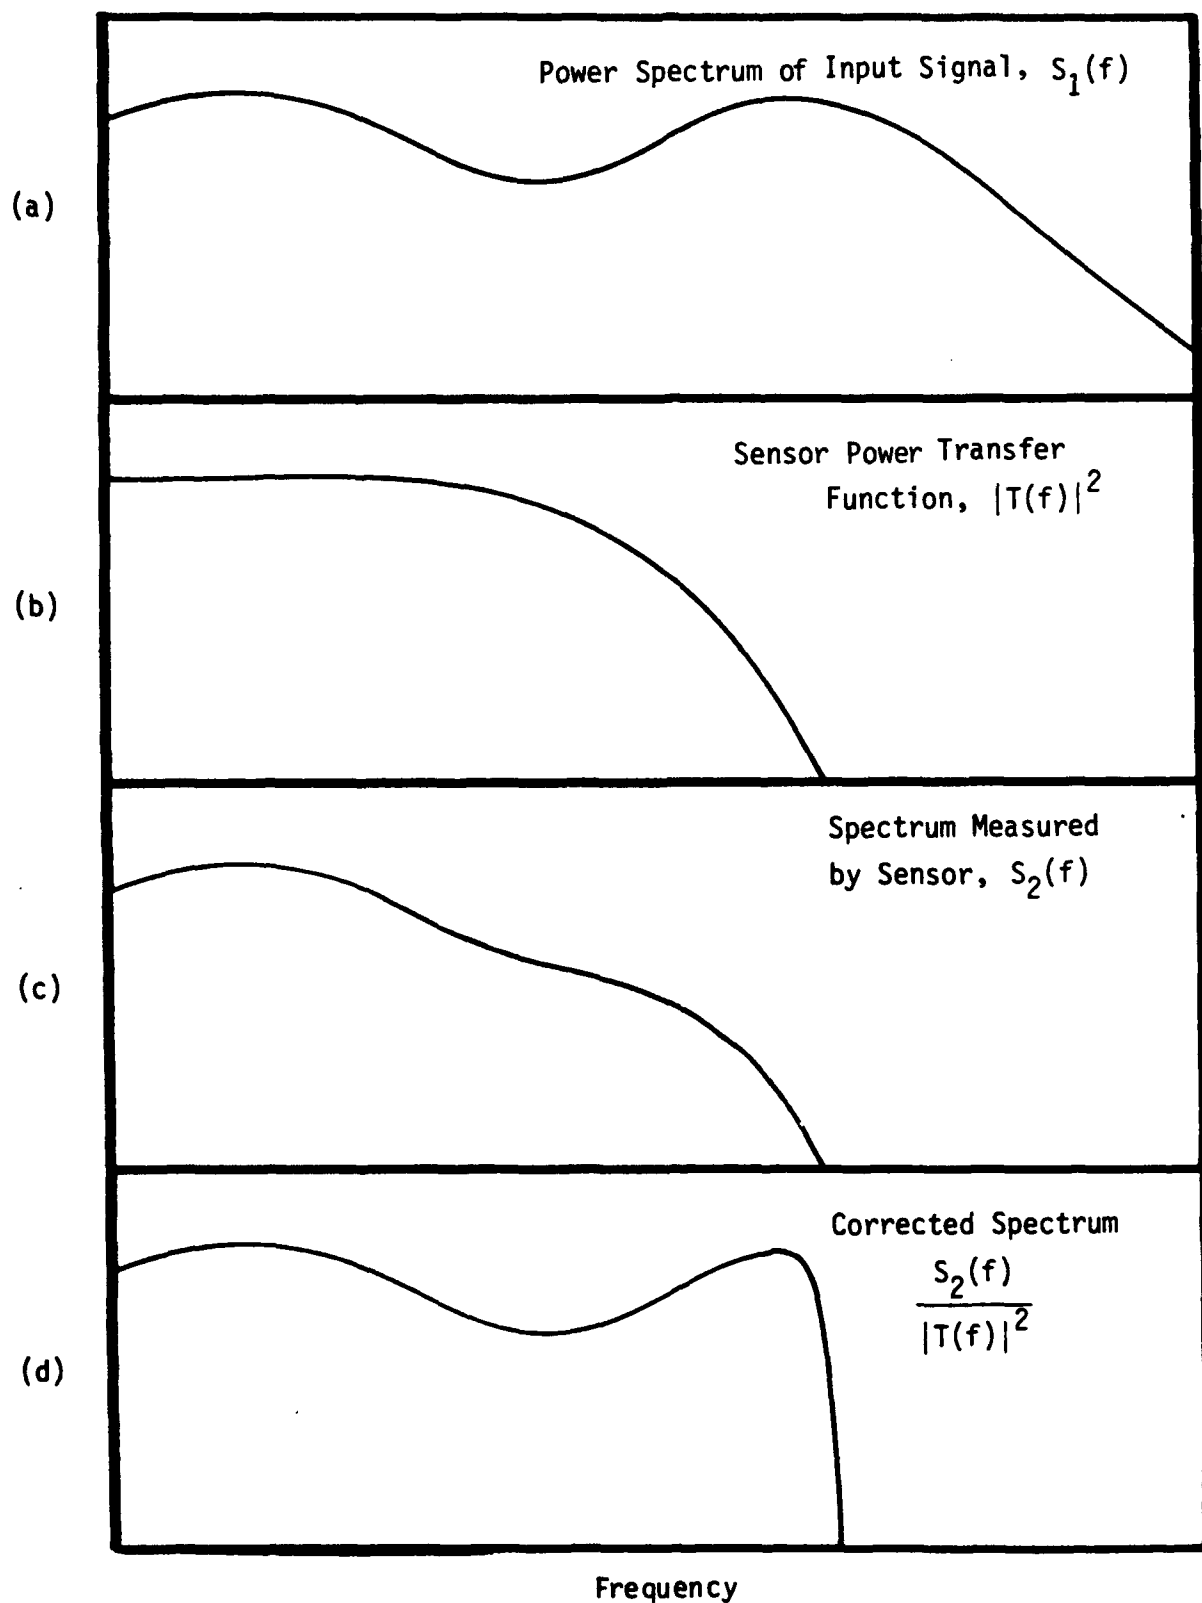 Power Spectrum of Input Signal, S₁(f)
(a)
Sensor Power Transfer
Function, |T(f)|²
(b)
Spectrum Measured
by Sensor, S₂(f)
(c)
Corrected Spectrum
S₂(f)
|T(f)|²
(d)
Frequency